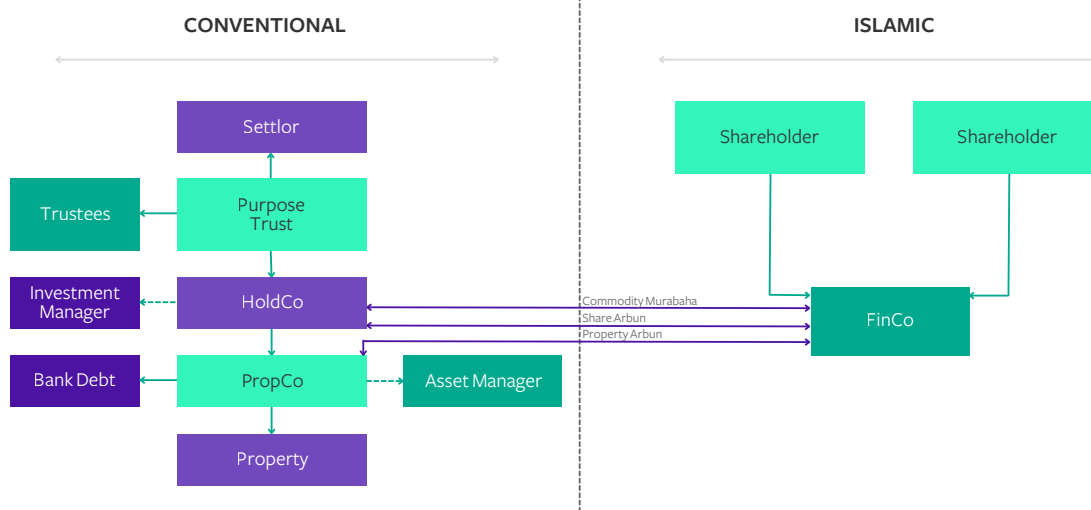 CONVENTIONAL
ISLAMIC
Settlor
Shareholder
Shareholder
Trustees
Purpose
Trust
Investment
Manager
HoldCo
Commodity Murabaha
Share Arbun
Property Arbun
FinCo
Bank Debt
PropCo
Asset Manager
Property